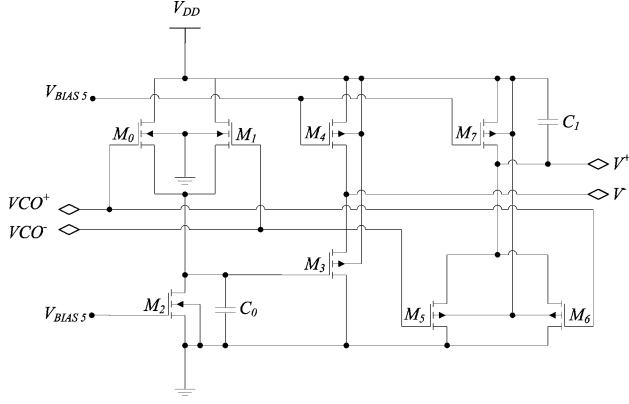 V_DD
V_BIAS 5
M_0
M_1
M_4
M_7
C_1
V^+
V^-
VCO^+
VCO^-
M_3
V_BIAS 5
M_2
C_0
M_5
M_6